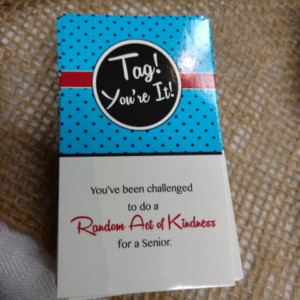 Tag!
You're It!
You've been challenged
to do a
Random Act of Kindness
for a Senior.